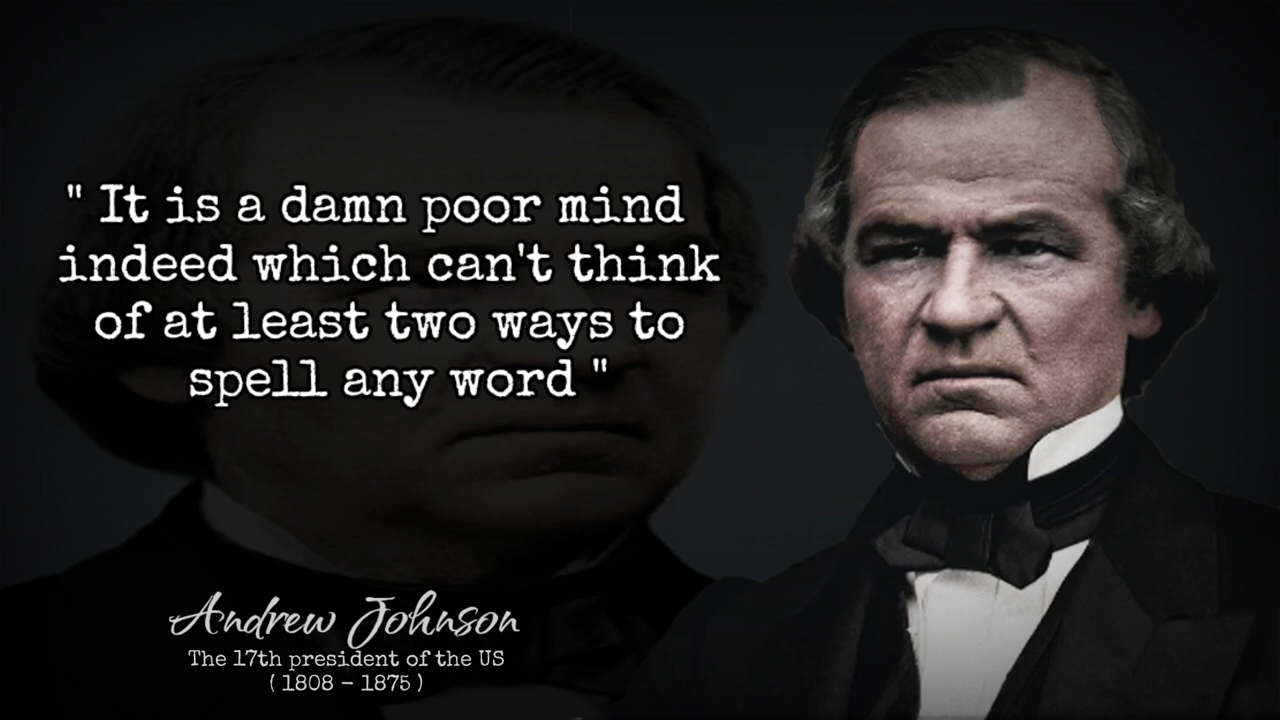 " It is a damn poor mind
indeed which can't think
of at least two ways to
spell any word "
Andrew Johnson
The 17th president of the US
( 1808 - 1875 )